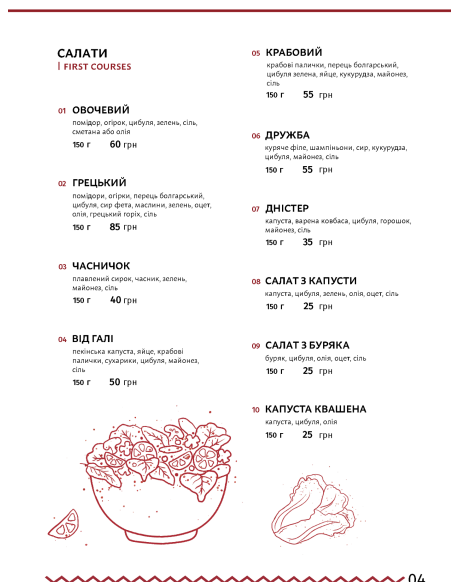 САЛАТИ
| FIRST COURSES
01 ОВОЧЕВИЙ
помідор, огірок, цибуля, зелень, сіль,
сметана або олія
150 г 60 грн
02 ГРЕЦЬКИЙ
помідори, огірки, перець болгарський,
цибуля, сир фета, маслини, зелень, оцет,
олія, грецький горіх, сіль
150 г 85 грн
03 ЧАСНИЧОК
плавлений сирок, часник, зелень,
майонез, сіль
150 г 40 грн
04 ВІД ГАЛІ
пекінська капуста, яйце, крабові
палички, сухарики, цибуля, майонез,
сіль
150 г 50 грн
05 КРАБОВИЙ
крабові палички, перець болгарський,
цибуля зелена, яйце, кукурудза, майонез,
сіль
150 г 55 грн
06 ДРУЖБА
куряче філе, шампіньони, сир, кукурудза,
цибуля, майонез, сіль
150 г 55 грн
07 ДНІСТЕР
капуста, варена ковбаса, цибуля, горошок,
майонез, сіль
150 г 35 грн
08 САЛАТ З КАПУСТИ
капуста, цибуля, зелень, олія, оцет, сіль
150 г 25 грн
09 САЛАТ З БУРЯКА
буряк, цибуля, олія, оцет, сіль
150 г 25 грн
10 КАПУСТА КВАШЕНА
капуста, цибуля, олія
150 г 25 грн
04